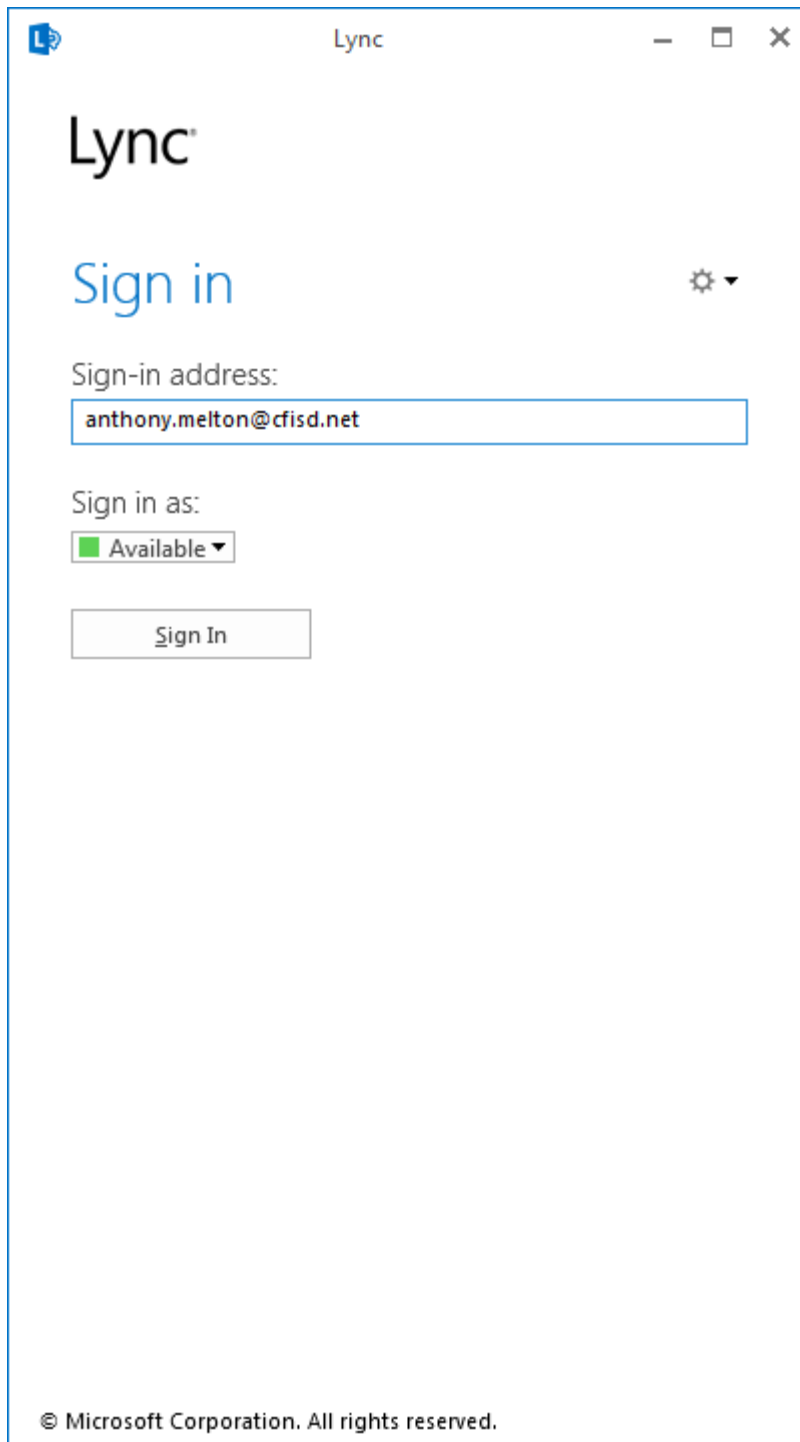 Lync
Lync®
Sign in
Sign-in address:
anthony.melton@cfisd.net
Sign in as:
Available
Sign In
© Microsoft Corporation. All rights reserved.